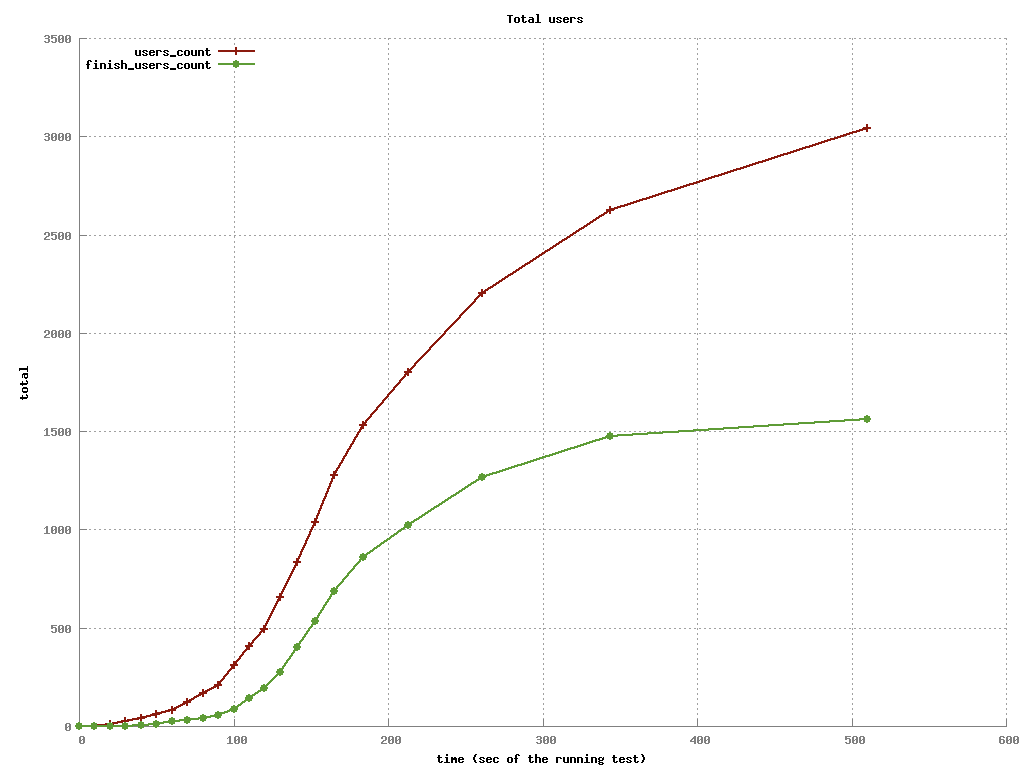 Total users
users_count
finish_users_count
3500
3000
2500
2000
1500
1000
500
0
total
0 100 200 300 400 500 600
time (sec of the running test)